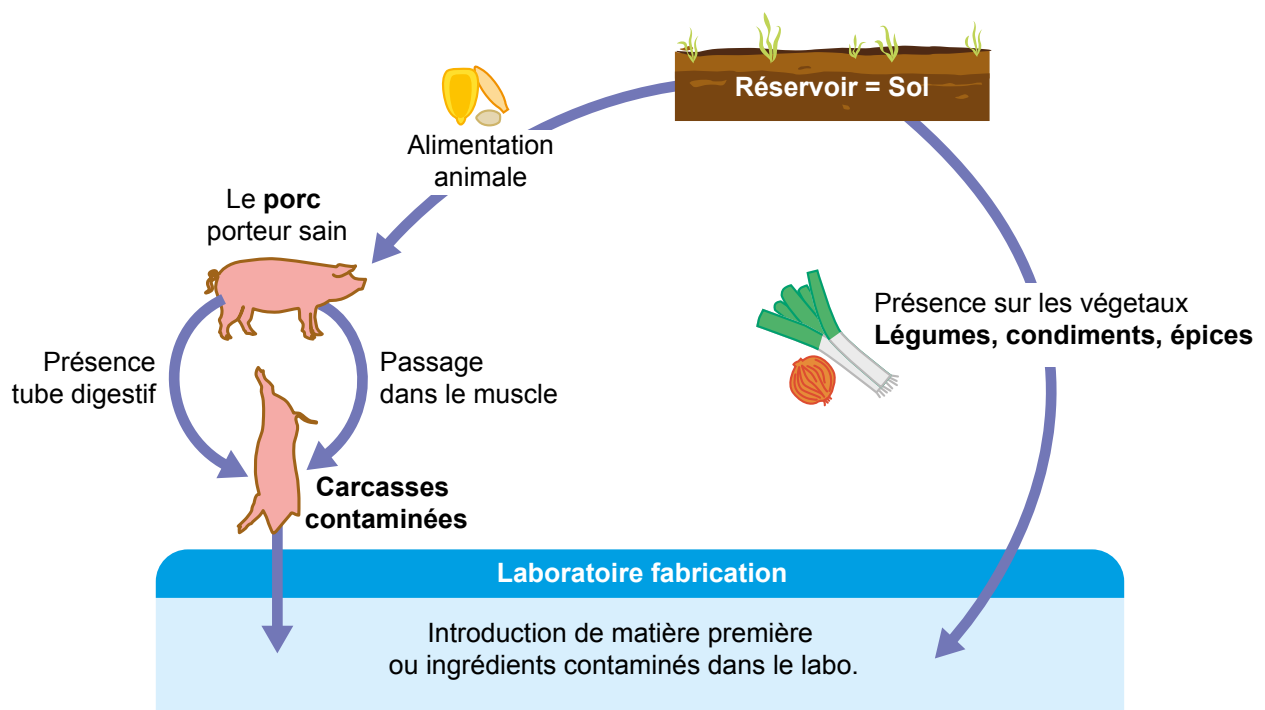 Réservoir = Sol
Alimentation
animale
Le porc
porteur sain
Présence
tube digestif
Passage
dans le muscle
Carcasses
contaminées
Présence sur les végetaux
Légumes, condiments, épices
Laboratoire fabrication
Introduction de matière première
ou ingrédients contaminés dans le labo.